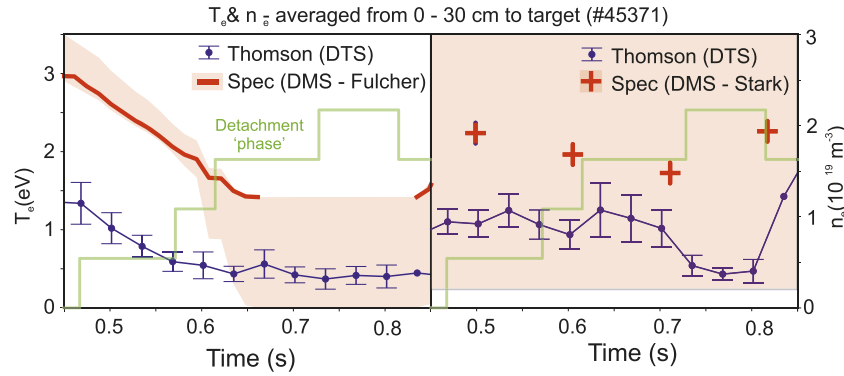 Te& n e- averaged from 0 - 30 cm to target (#45371)
Thomson (DTS)
Spec (DMS - Fulcher)
Detachment
'phase'
Thomson (DTS)
Spec (DMS - Stark)
Te(eV)
3
2
1
0
0.5
0.6
0.7
0.8
Time (s)
0.5
0.6
0.7
0.8
Time (s)
3
2
1
0
ne(10 19 m-3)